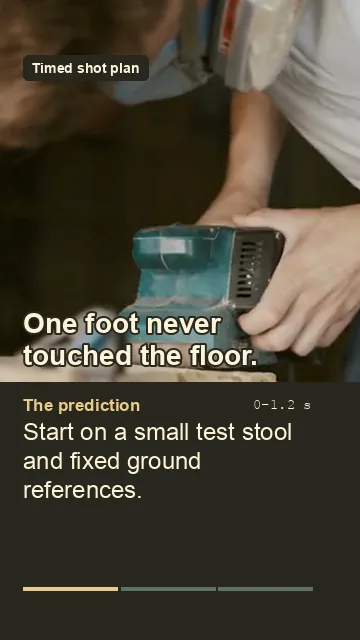 Timed shot plan
One foot never
touched the floor.
The prediction
0–1.2 s
Start on a small test stool
and fixed ground
references.